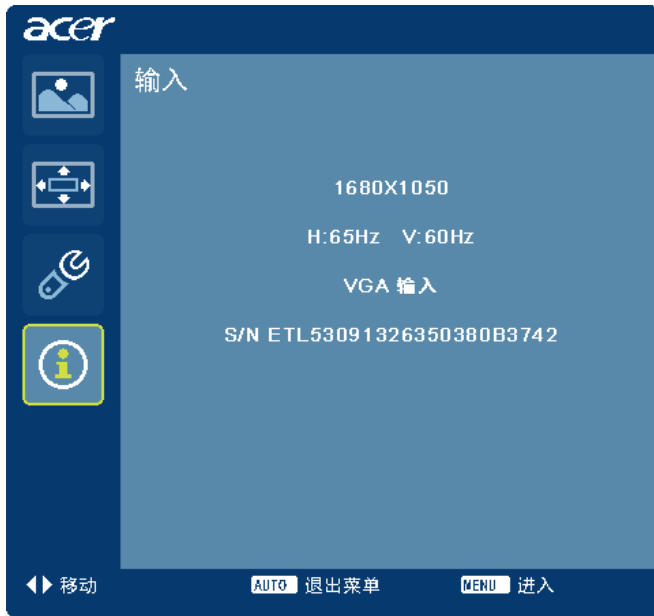 acer
输入
1680X1050
H:65Hz V:60Hz
VGA 输入
S/N ETL53091326350380B3742
移动 AUTO 退出菜单 MENU 进入